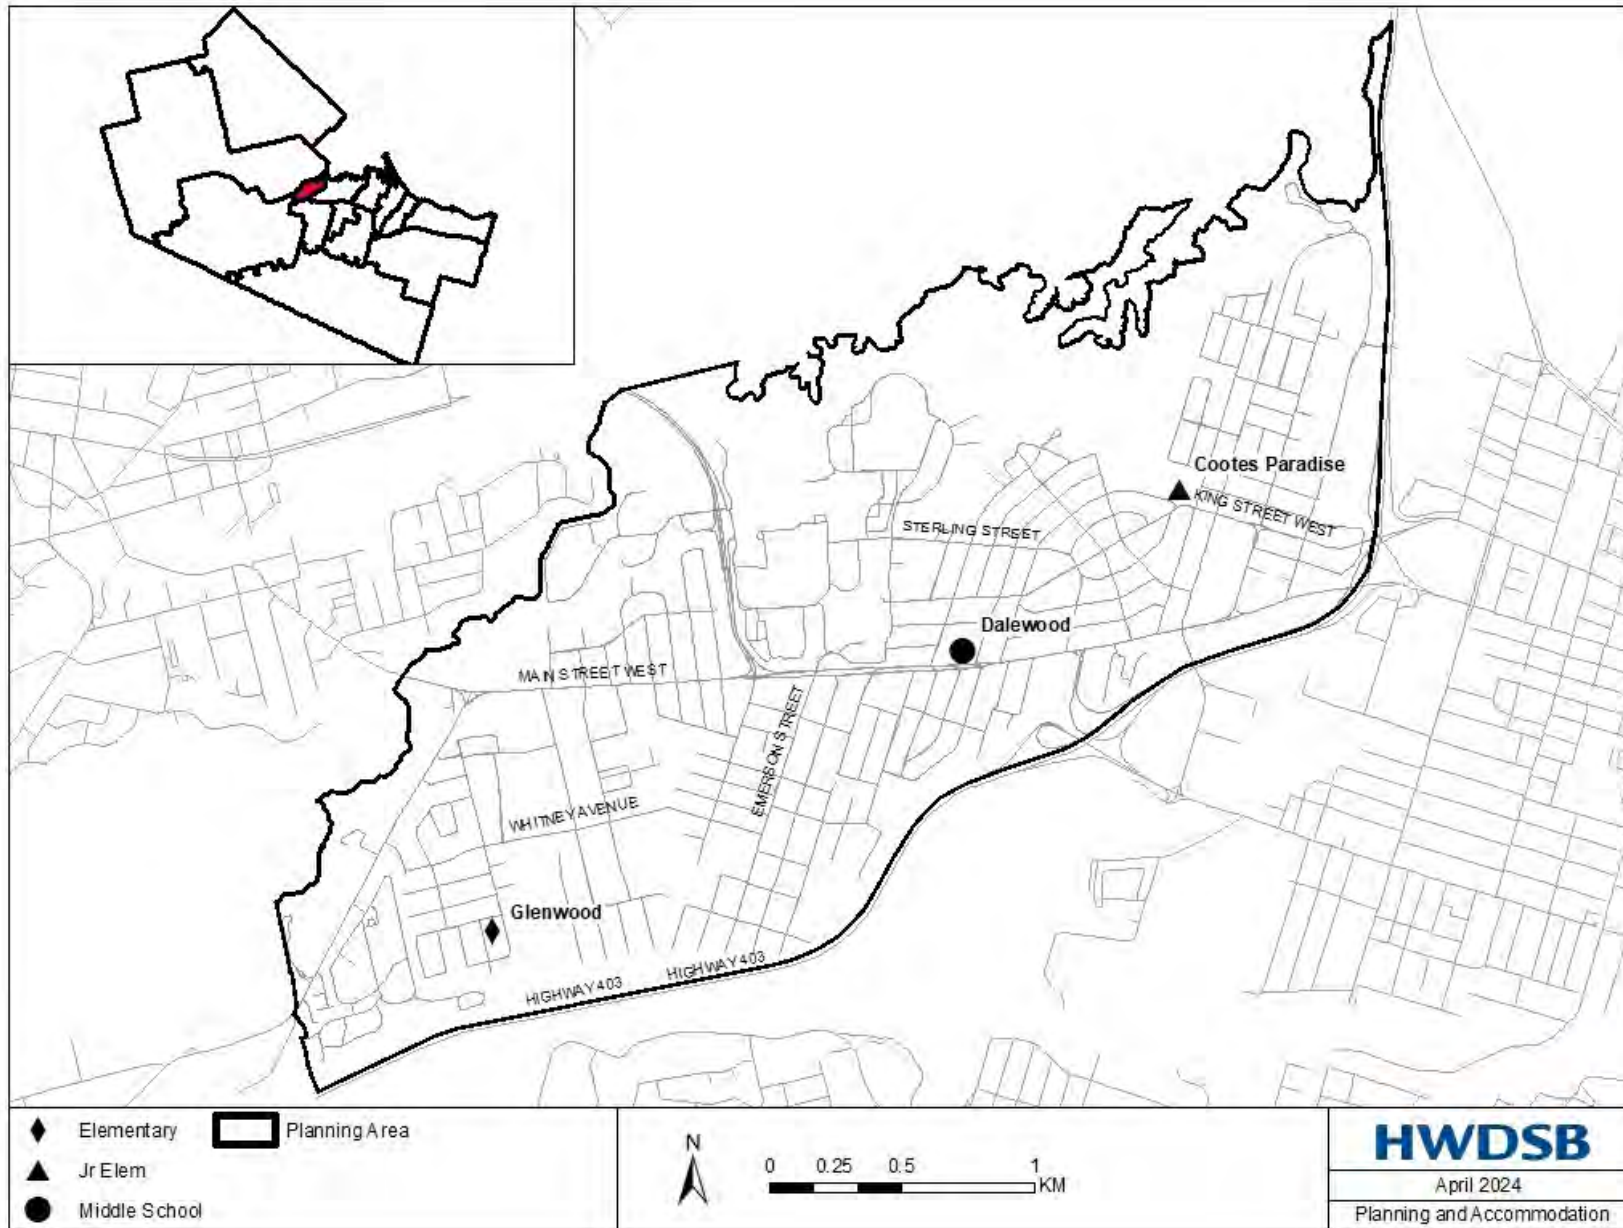 Cootes Paradise
KING STREET WEST
STERLING STREET
Dalewood
MAIN STREET WEST
EMERSON STREET
WHITNEY AVENUE
Glenwood
HIGHWAY 403
HIGHWAY 403
Elementary
Planning Area
Jr Elem
Middle School
N
0 0.25 0.5 1
KM
HWDSB
April 2024
Planning and Accommodation